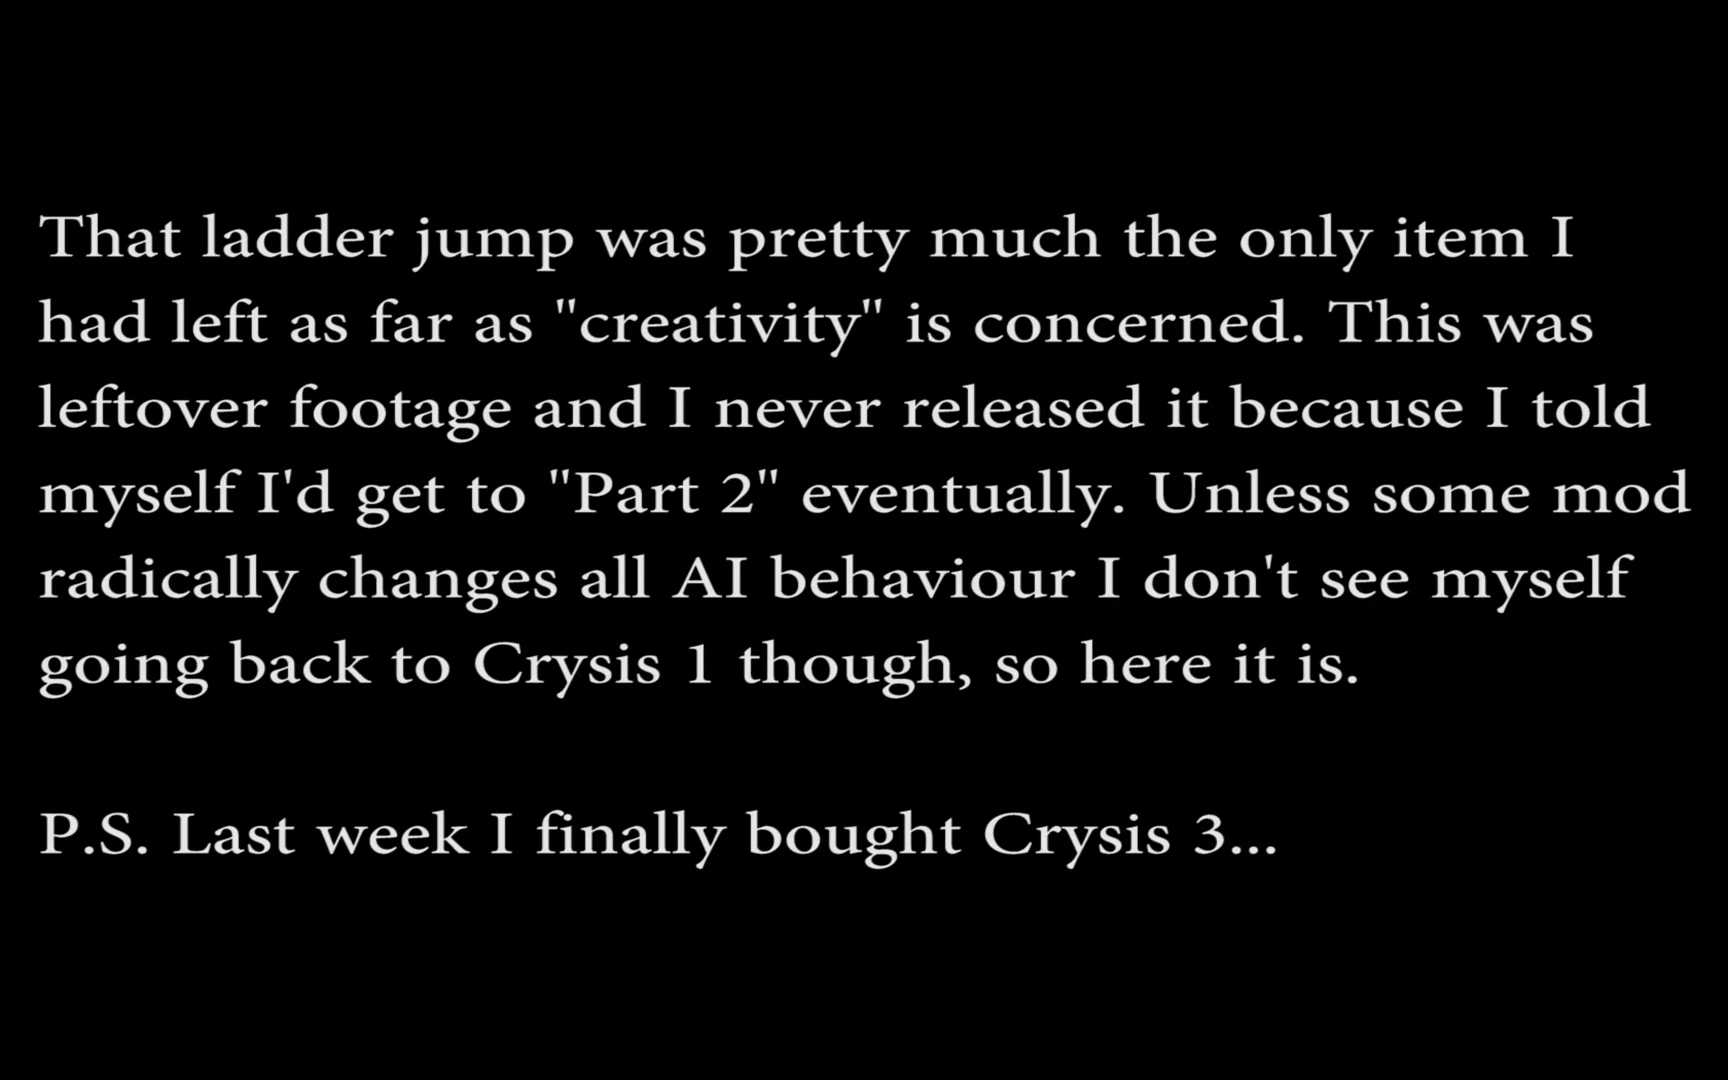 That ladder jump was pretty much the only item I
had left as far as "creativity" is concerned. This was
leftover footage and I never released it because I told
myself I'd get to "Part 2" eventually. Unless some mod
radically changes all AI behaviour I don't see myself
going back to Crysis 1 though, so here it is.
P.S. Last week I finally bought Crysis 3...